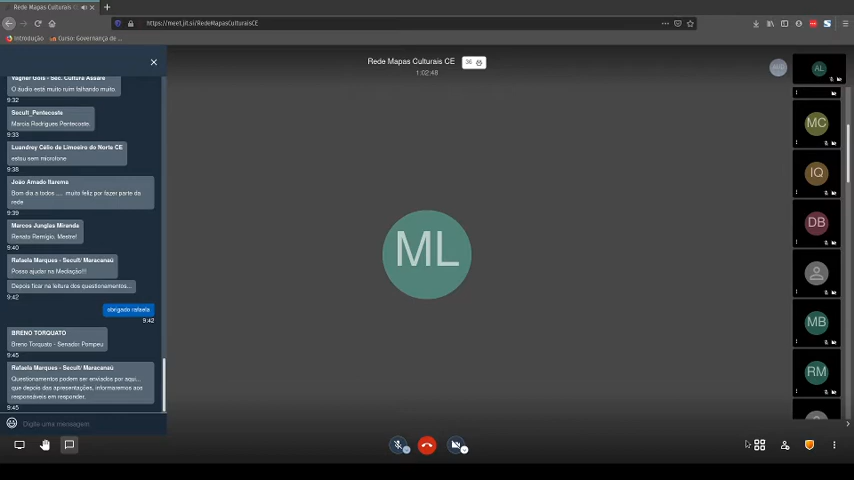 Rede Mapas Culturais
https://meet.jit.si/RedeMapasCulturaisCE
Introdução
Curso: Governança de ...
Rede Mapas Culturais CE
36
1:02:48
Vagner Gois - Sec. Cultura Assaré
O áudio está muito ruim falhando muito.
9:32
Secult_Pentecoste
Marcia Rodrigues Pentecoste.
9:33
Luandrey Célio de Limoeiro do Norte CE
estou sem microfone
9:38
João Amado Itarema
Bom dia a todos .... muito feliz por fazer parte da
rede
9:39
Marcos Junglas Miranda
Renato Remigio. Mestre!
9:40
Rafaela Marques - Secult/ Maracanaú
Posso ajudar na Mediação!!!
Depois ficar na leitura dos questionamentos...
9:42
abrigado rafaela
9:42
BRENO TORQUATO
Breno Torquato - Senador Pompeu
9:45
Rafaela Marques - Secult/ Maracanaú
Questionamentos podem ser enviados por aqui...
que depois das apresentações, informaremos aos
responsáveis em responder.
9:45
Digite uma mensagem
ML
AL
MC
IQ
DB
MB
RM